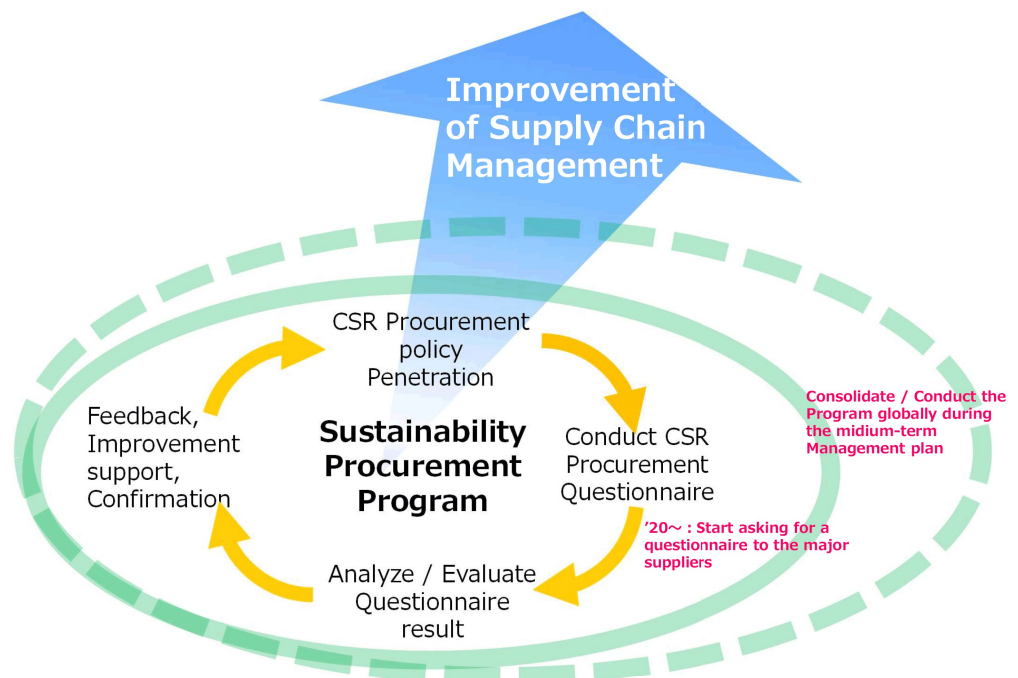 Improvement
of Supply Chain
Management
CSR Procurement
policy
Penetration
Feedback,
Improvement
support,
Confirmation
Sustainability
Procurement
Program
Conduct CSR
Procurement
Questionnaire
Consolidate / Conduct the
Program globally during
the midium-term
Management plan
'20～ : Start asking for a
questionnaire to the major
suppliers
Analyze / Evaluate
Questionnaire
result